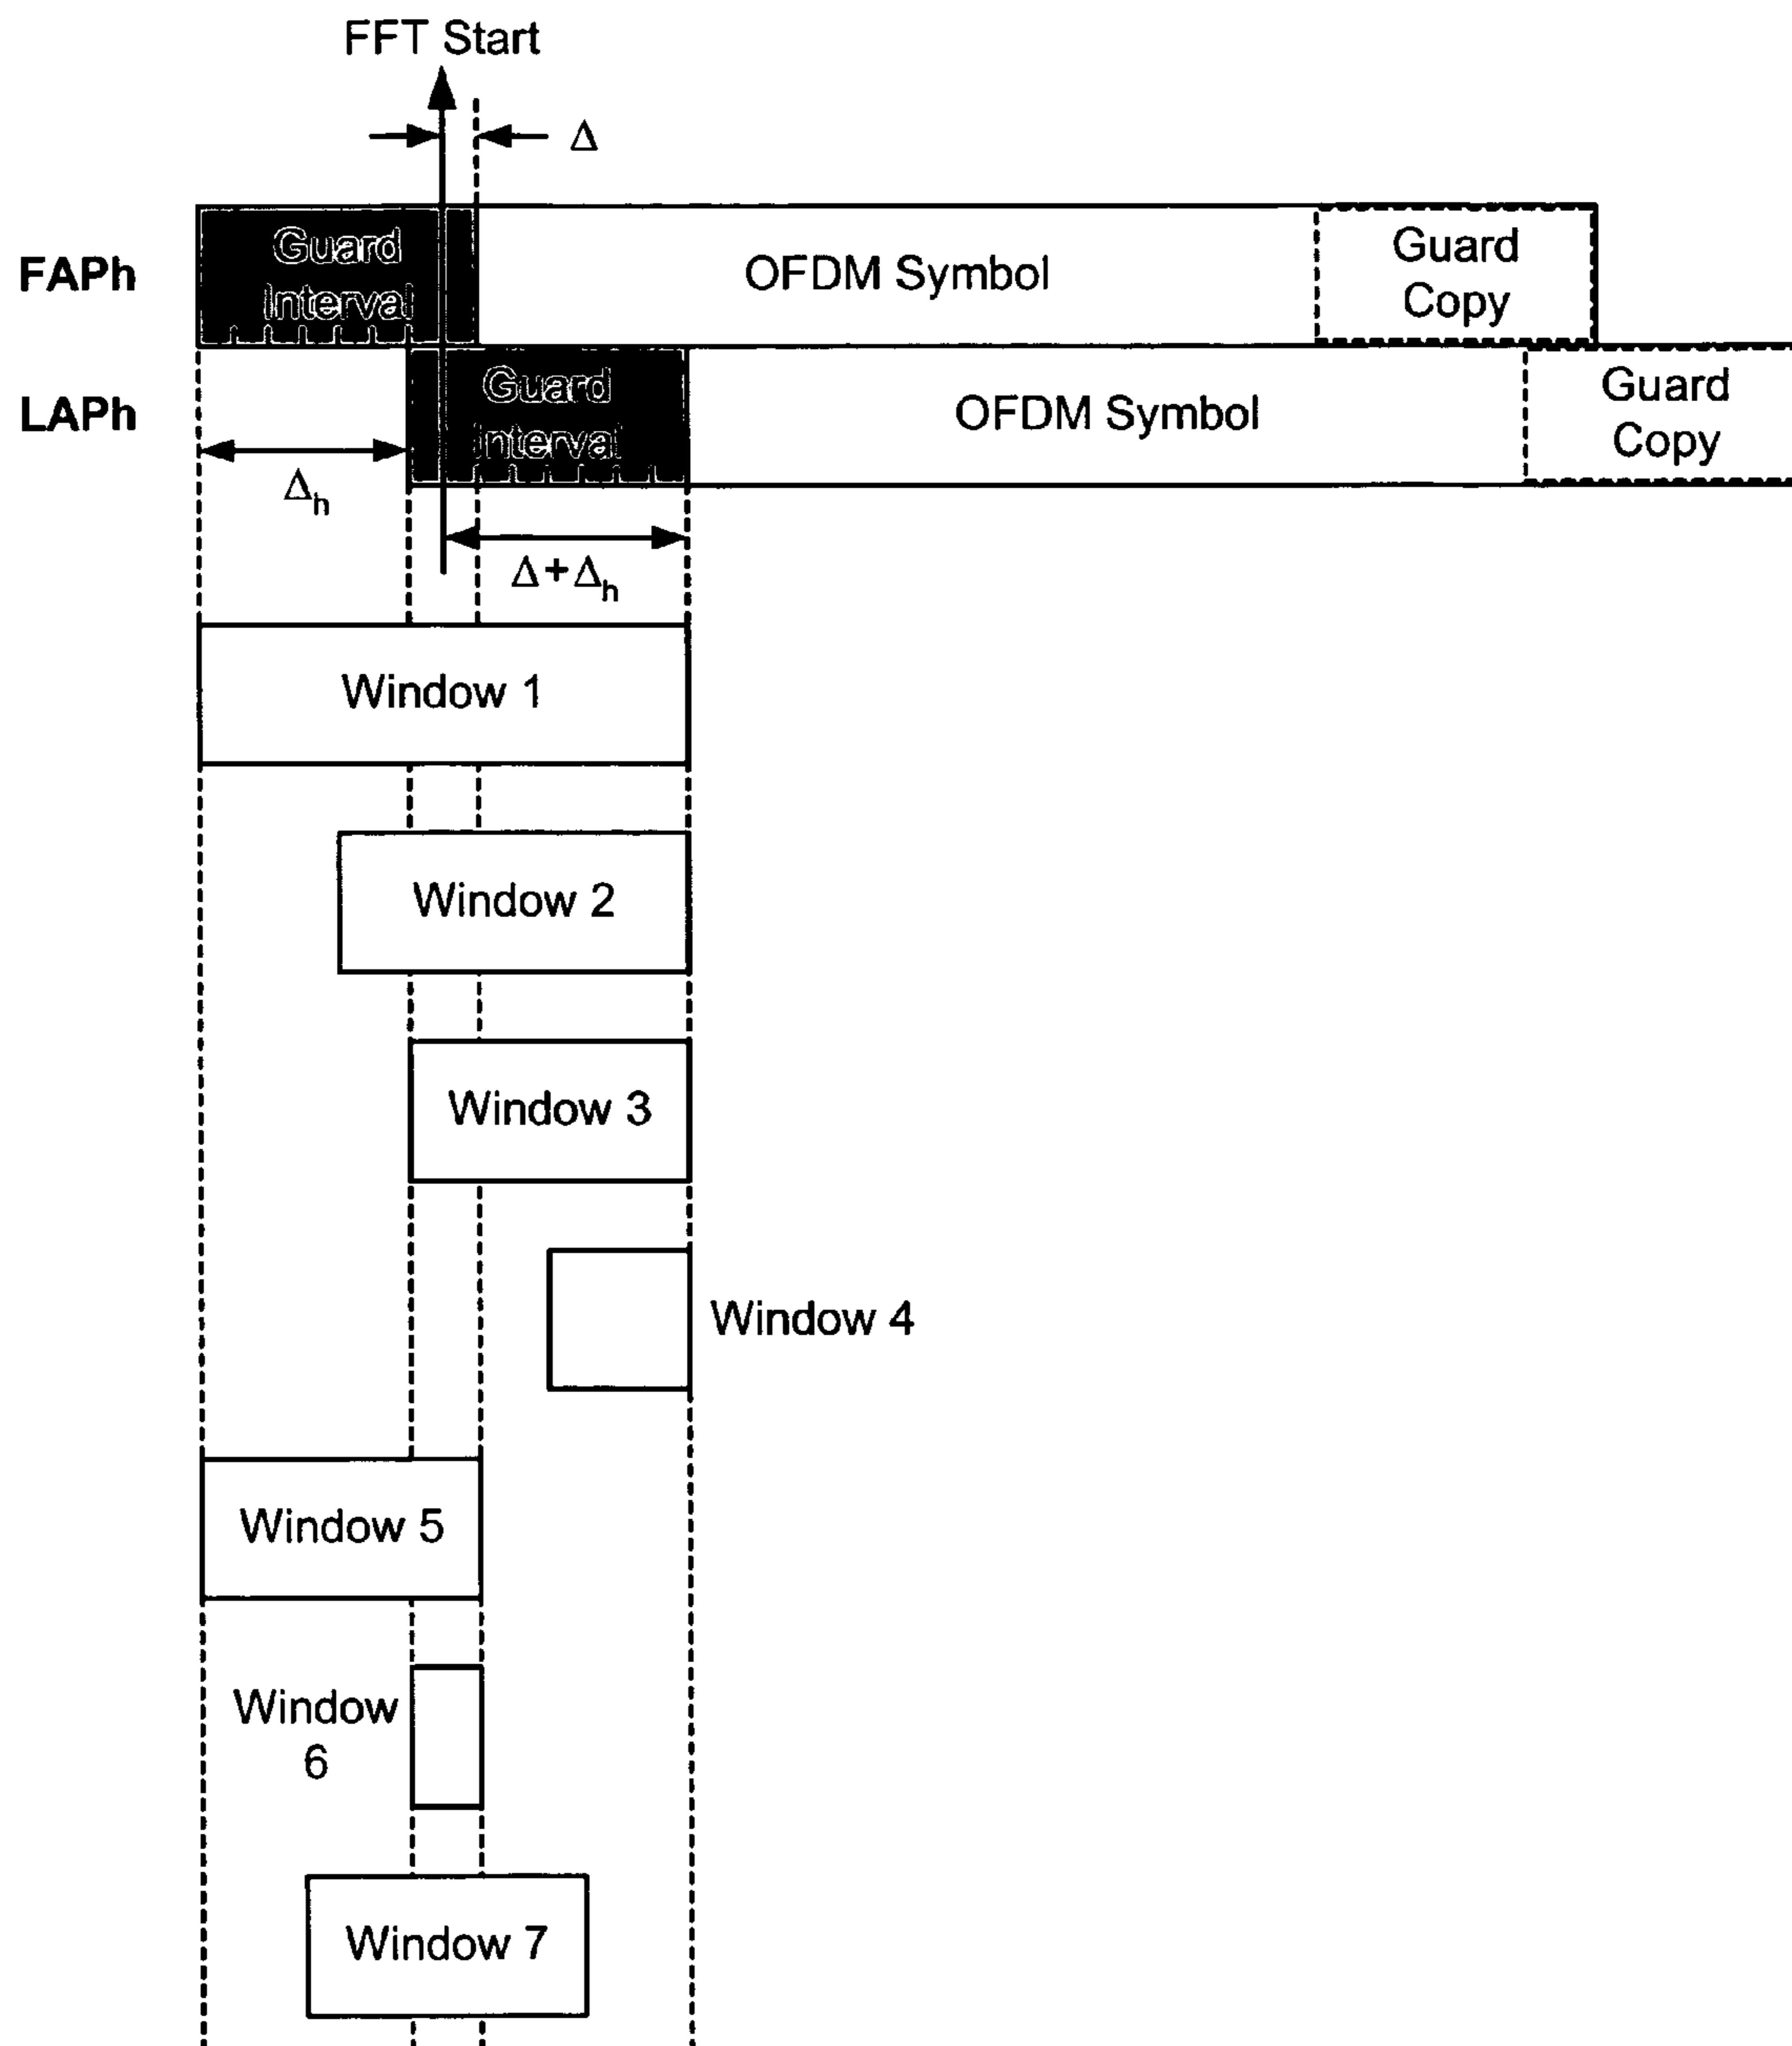 FFT Start
Δ
FAPh
Guard
Interval
OFDM Symbol
Guard
Copy
LAPh
Guard
Interval
OFDM Symbol
Guard
Copy
Δh
Δ+Δh
Window 1
Window 2
Window 3
Window 4
Window 5
Window
6
Window 7